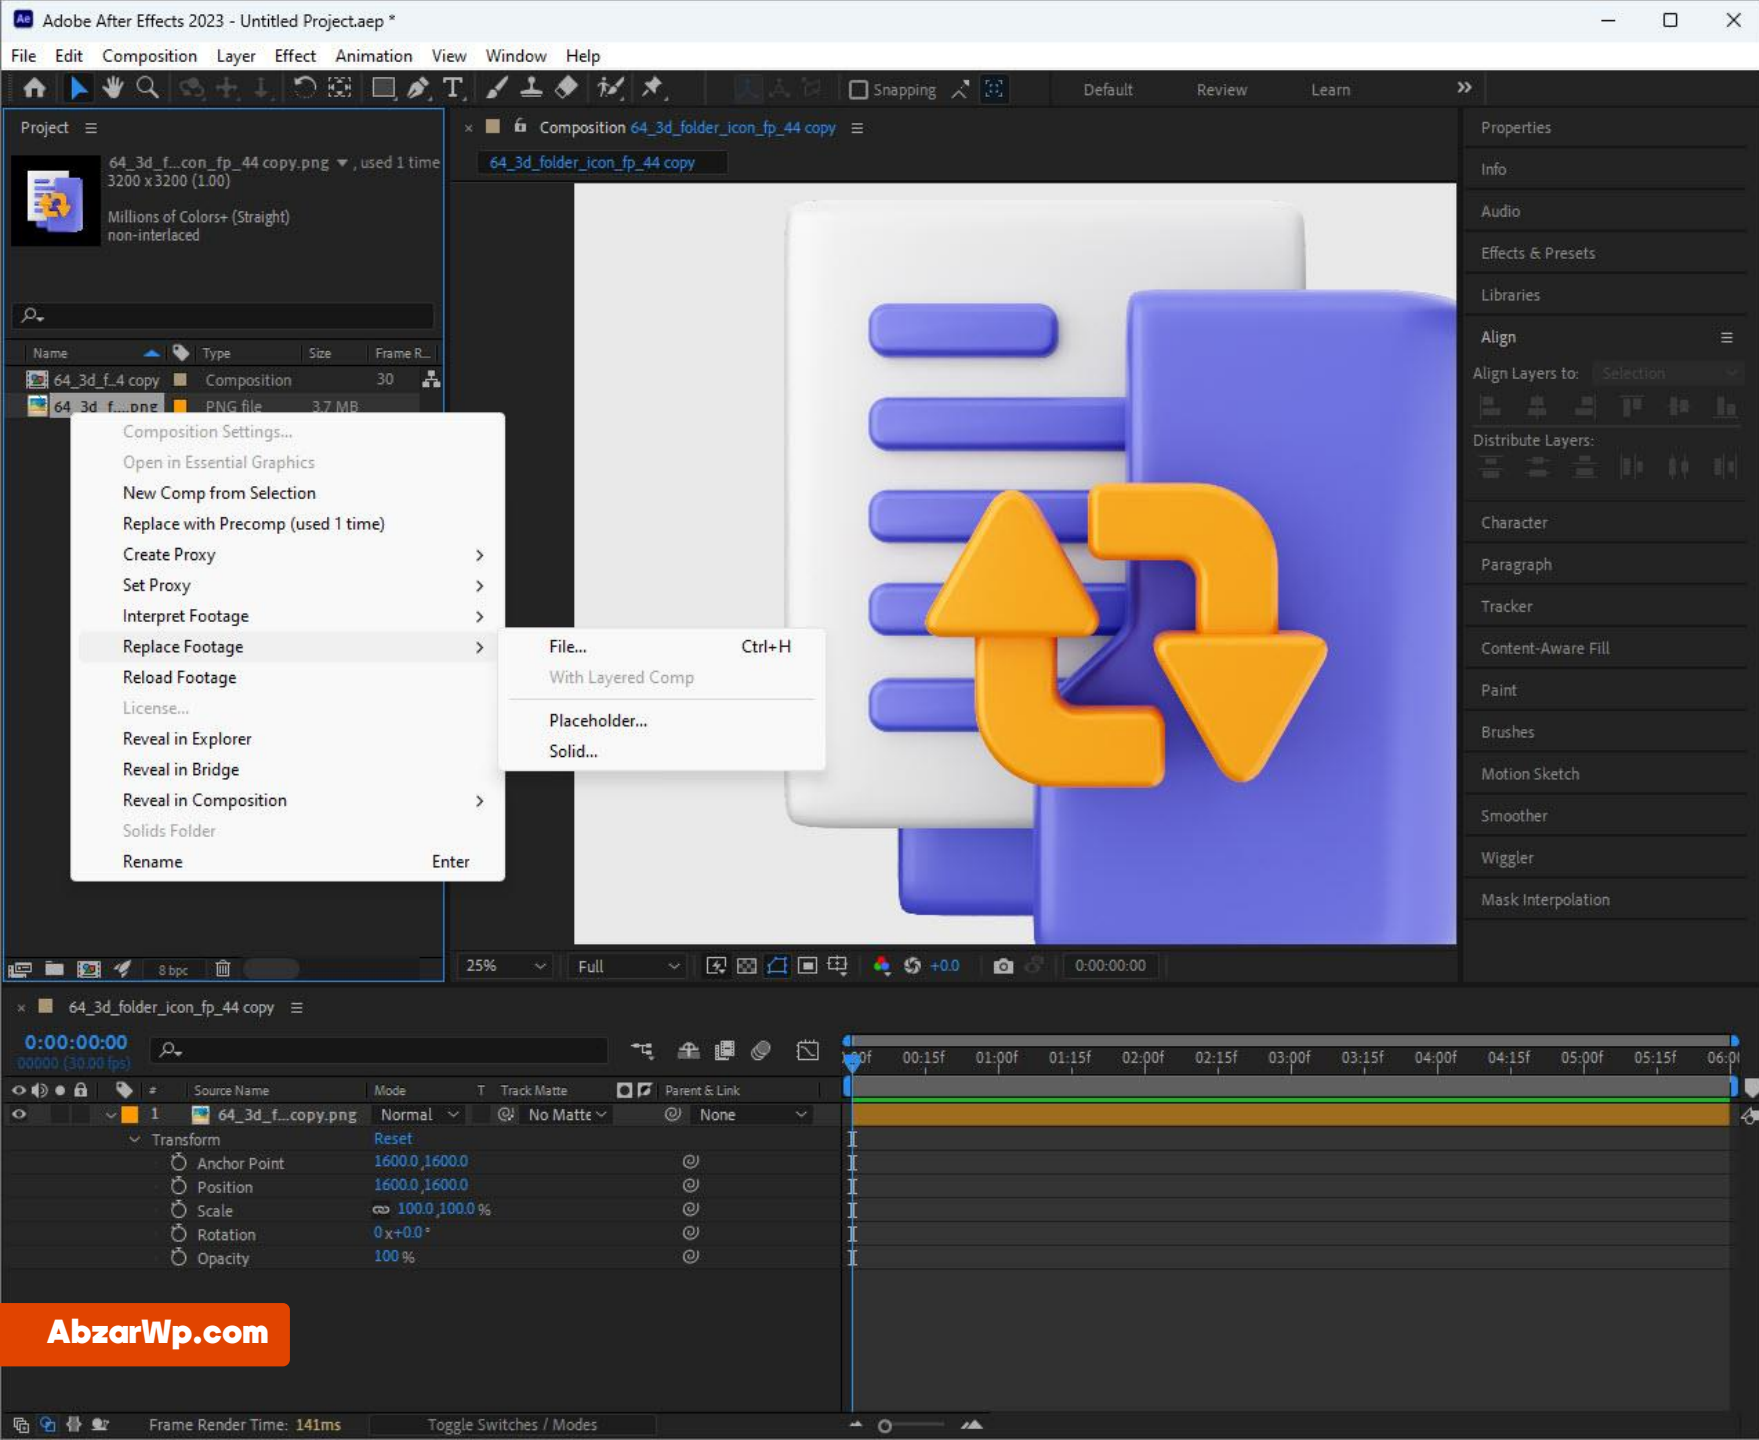 Ae Adobe After Effects 2023 - Untitled Project.aep *
File Edit Composition Layer Effect Animation View Window Help
Snapping Default Review Learn
Project
64_3d_f...con_fp_44 copy.png , used 1 time
3200 x 3200 (1.00)
Millions of Colors+ (Straight)
non-interlaced
Name Type Size Frame R...
64_3d_f...4 copy Composition 30
64_3d_f....png PNG file 3.7 MB
Composition Settings...
Open in Essential Graphics
New Comp from Selection
Replace with Precomp (used 1 time)
Create Proxy
Set Proxy
Interpret Footage
Replace Footage
Reload Footage
License...
Reveal in Explorer
Reveal in Bridge
Reveal in Composition
Solids Folder
Rename Enter
File... Ctrl+H
With Layered Comp
Placeholder...
Solid...
8 bpc
Composition 64_3d_folder_icon_fp_44 copy
64_3d_folder_icon_fp_44 copy
25% Full +0.0 0:00:00:00
Properties
Info
Audio
Effects & Presets
Libraries
Align
Align Layers to: Selection
Distribute Layers:
Character
Paragraph
Tracker
Content-Aware Fill
Paint
Brushes
Motion Sketch
Smoother
Wiggler
Mask Interpolation
64_3d_folder_icon_fp_44 copy
0:00:00:00
00000 (30.00 fps)
00:15f 01:00f 01:15f 02:00f 02:15f 03:00f 03:15f 04:00f 04:15f 05:00f 05:15f 06:0
# Source Name Mode T Track Matte Parent & Link
1 64_3d_f...copy.png Normal No Matte None
Transform Reset
Anchor Point 1600.0,1600.0
Position 1600.0,1600.0
Scale 100.0,100.0 %
Rotation 0 x+0.0°
Opacity 100 %
AbzarWp.com
Frame Render Time: 141ms Toggle Switches / Modes